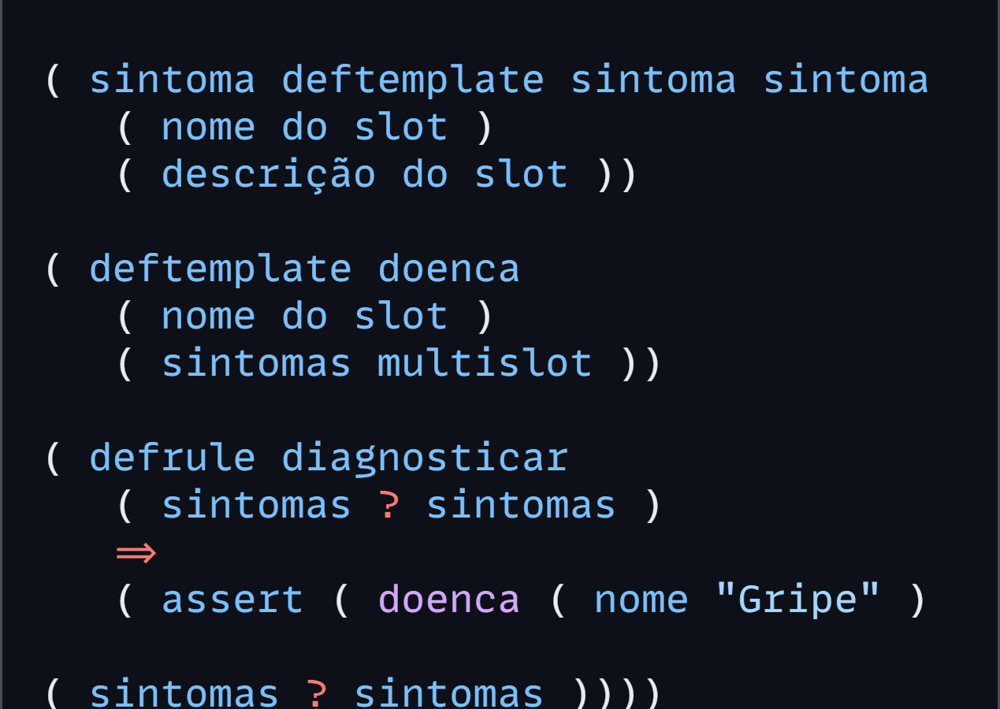 ( sintoma deftemplate sintoma sintoma
( nome do slot )
( descrição do slot ))
( deftemplate doenca
( nome do slot )
( sintomas multislot ))
( defrule diagnosticar
( sintomas ? sintomas )
⇒
( assert ( doenca ( nome "Gripe" )
( sintomas ? sintomas ))))